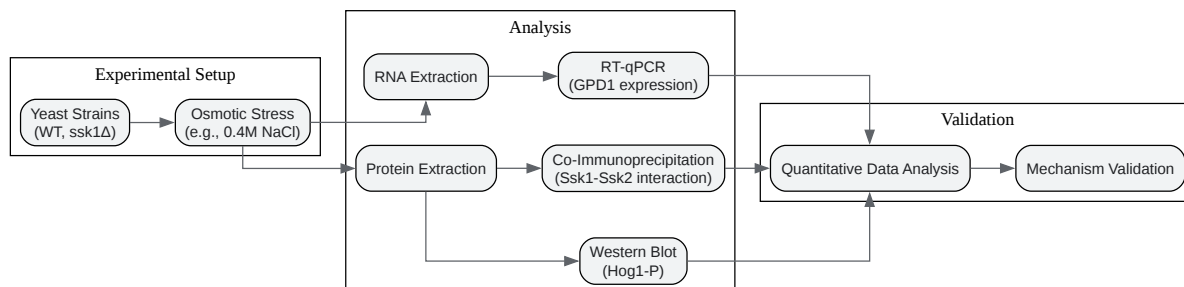 Experimental Setup
Yeast Strains
(WT, ssk1Δ)
Osmotic Stress
(e.g., 0.4M NaCl)
Analysis
RNA Extraction
RT-qPCR
(GPD1 expression)
Protein Extraction
Co-Immunoprecipitation
(Ssk1-Ssk2 interaction)
Western Blot
(Hog1-P)
Validation
Quantitative Data Analysis
Mechanism Validation